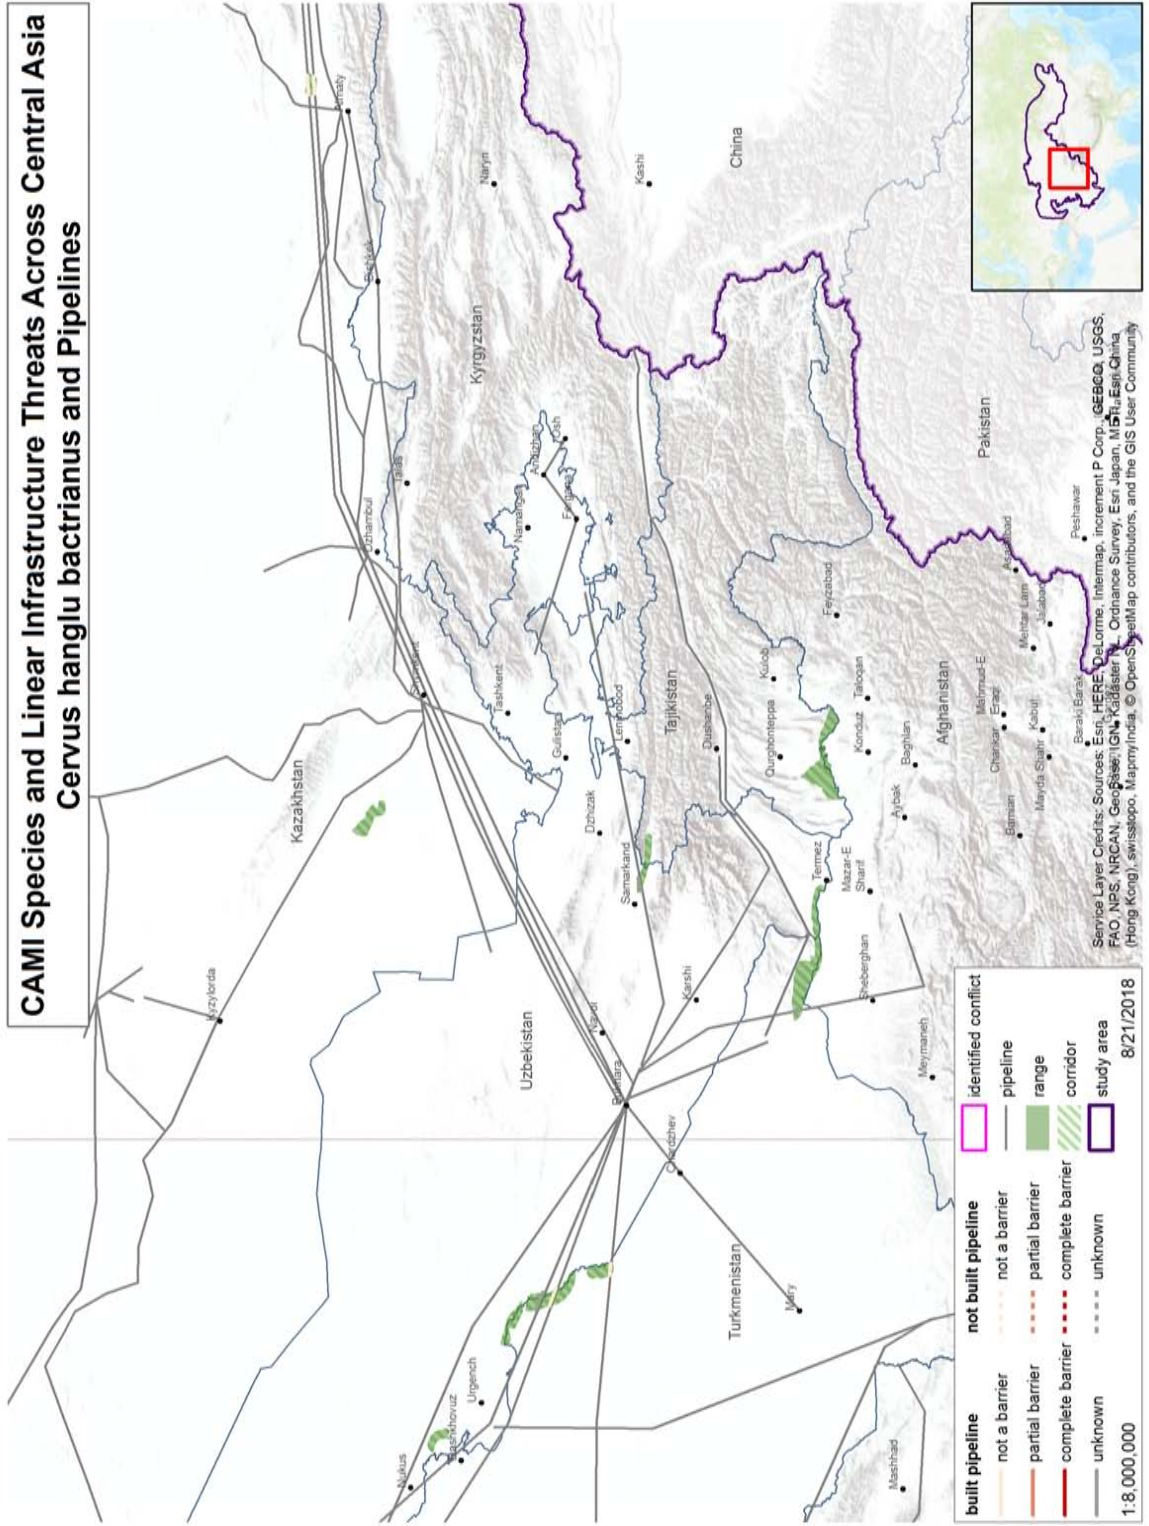 CAMI Species and Linear Infrastructure Threats Across Central Asia
Cervus hanglu bactrianus and Pipelines
Almaty
Bishkek
Naryn
Kashi
China
Kyrgyzstan
Talas
Dzhambul
Andizhan
Osh
Namangan
Fergana
Pakistan
Peshawar
Asadabad
Jalabad
Mehtar Lam
Feyzabad
Shimkent
Tashkent
Gulistan
Leninobod
Tajikistan
Dushanbe
Kulob
Qurghonteppa
Taloqan
Konduz
Baghlan
Afghanistan
Mahmud-E
Eraqi
Charikar
Kabul
Mayda Shahr
Baraki Barak
Bamian
Aybak
Kazakhstan
Dzhizak
Samarkand
Termez
Mazar-E
Sharif
Kyzylorda
Uzbekistan
Navoi
Karshi
Sheberghan
Meymaneh
Bukhara
Chardzhev
Turkmenistan
Mary
Urgench
Dashkhovuz
Nukus
Mashhad
Service Layer Credits: Sources: Esri, HERE, DeLorme, Intermap, increment P Corp., GEBCO, USGS,
FAO, NPS, NRCAN, GeoBase, IGN, Kadaster NL, Ordnance Survey, Esri Japan, METI, Esri China
(Hong Kong), swisstopo, MapmyIndia, © OpenStreetMap contributors, and the GIS User Community
built pipeline
not a barrier
partial barrier
complete barrier
unknown
not built pipeline
not a barrier
partial barrier
complete barrier
unknown
identified conflict
pipeline
range
corridor
study area
1:8,000,000
8/21/2018